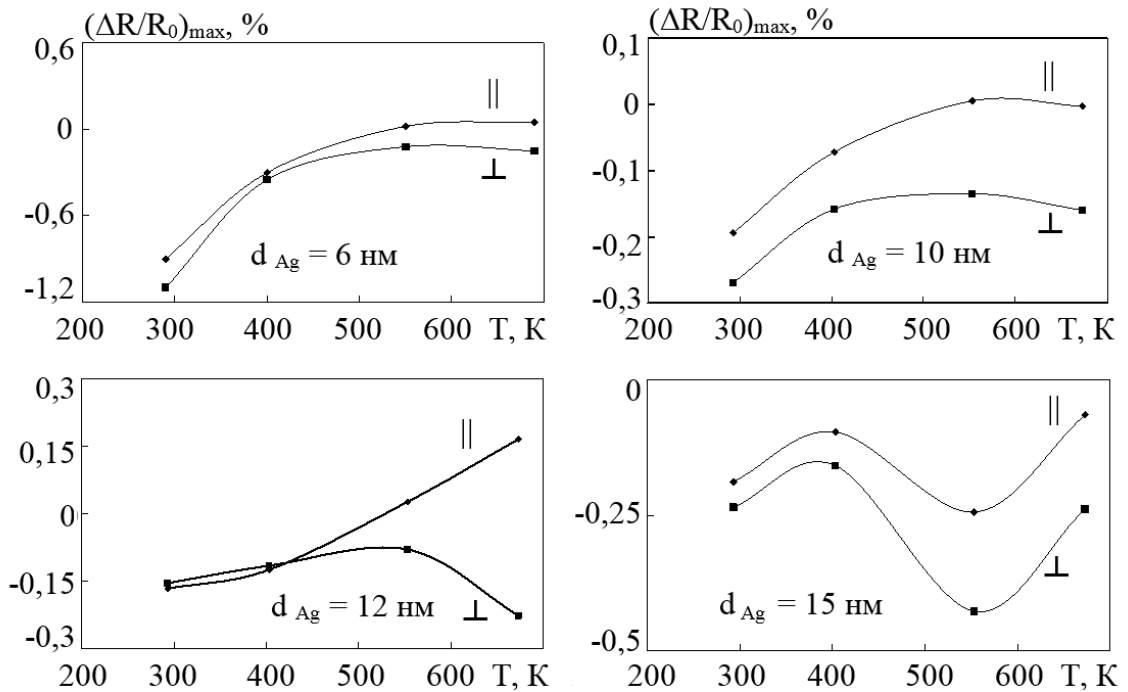 (ΔR/R₀)max, %
0,6
0
-0,6
-1,2
||
⊥
d Ag = 6 нм
200 300 400 500 600 T, К
(ΔR/R₀)max, %
0,1
0
-0,1
-0,2
-0,3
||
⊥
d Ag = 10 нм
200 300 400 500 600 T, К
0,3
0,15
0
-0,15
-0,3
||
⊥
d Ag = 12 нм
200 300 400 500 600 T, К
0
-0,25
-0,5
||
⊥
d Ag = 15 нм
200 300 400 500 600 T, К